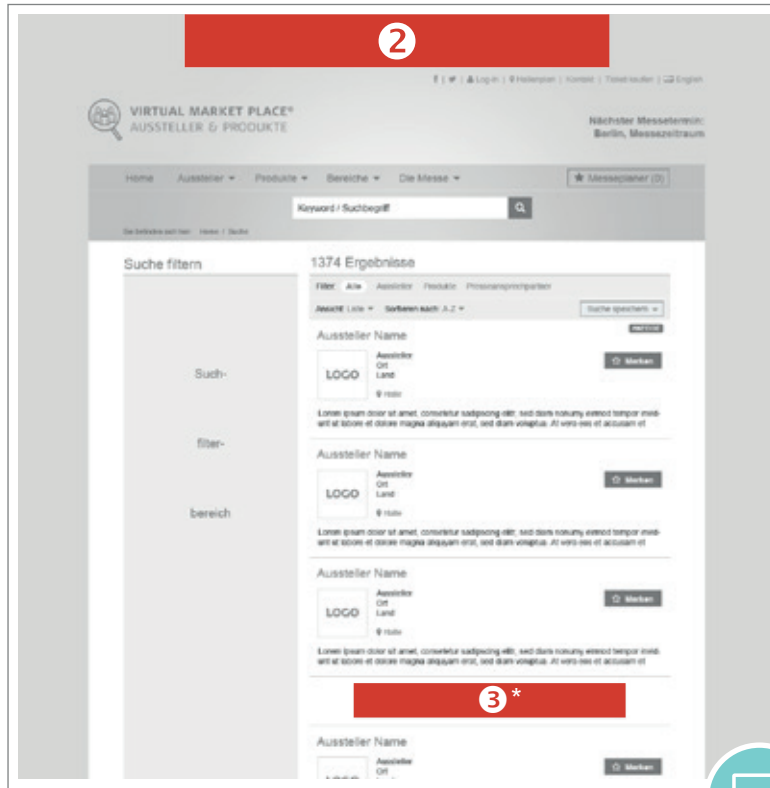 2
Log-in | Hallenplan | Kontakt | Ticket kaufen | English
VIRTUAL MARKET PLACE®
AUSSTELLER & PRODUKTE
Nächster Messetermin:
Berlin, Messezeitraum
Home Aussteller Produkte Bereiche Die Messe Messeplaner (0)
Keyword / Suchbegriff
Sie befinden sich hier: Home / Suche
Suche filtern
1374 Ergebnisse
Filter: Alle Aussteller Produkte Pressesansprechpartner
Ansicht: Liste Sortieren nach: A-Z Suche speichern
Aussteller Name
LOGO
Aussteller
Ort
Land
Halle
Merken
Lorem ipsum dolor sit amet, consetetur sadipscing elitr, sed diam nonumy eirmod tempor invid-
unt ut labore et dolore magna aliquyam erat, sed diam voluptua. At vero eos et accusam et
Such-
filter-
bereich
Aussteller Name
LOGO
Aussteller
Ort
Land
Halle
Merken
Lorem ipsum dolor sit amet, consetetur sadipscing elitr, sed diam nonumy eirmod tempor invid-
unt ut labore et dolore magna aliquyam erat, sed diam voluptua. At vero eos et accusam et
Aussteller Name
LOGO
Aussteller
Ort
Land
Halle
Merken
Lorem ipsum dolor sit amet, consetetur sadipscing elitr, sed diam nonumy eirmod tempor invid-
unt ut labore et dolore magna aliquyam erat, sed diam voluptua. At vero eos et accusam et
3*
Aussteller Name
Aussteller
Ort
Merken